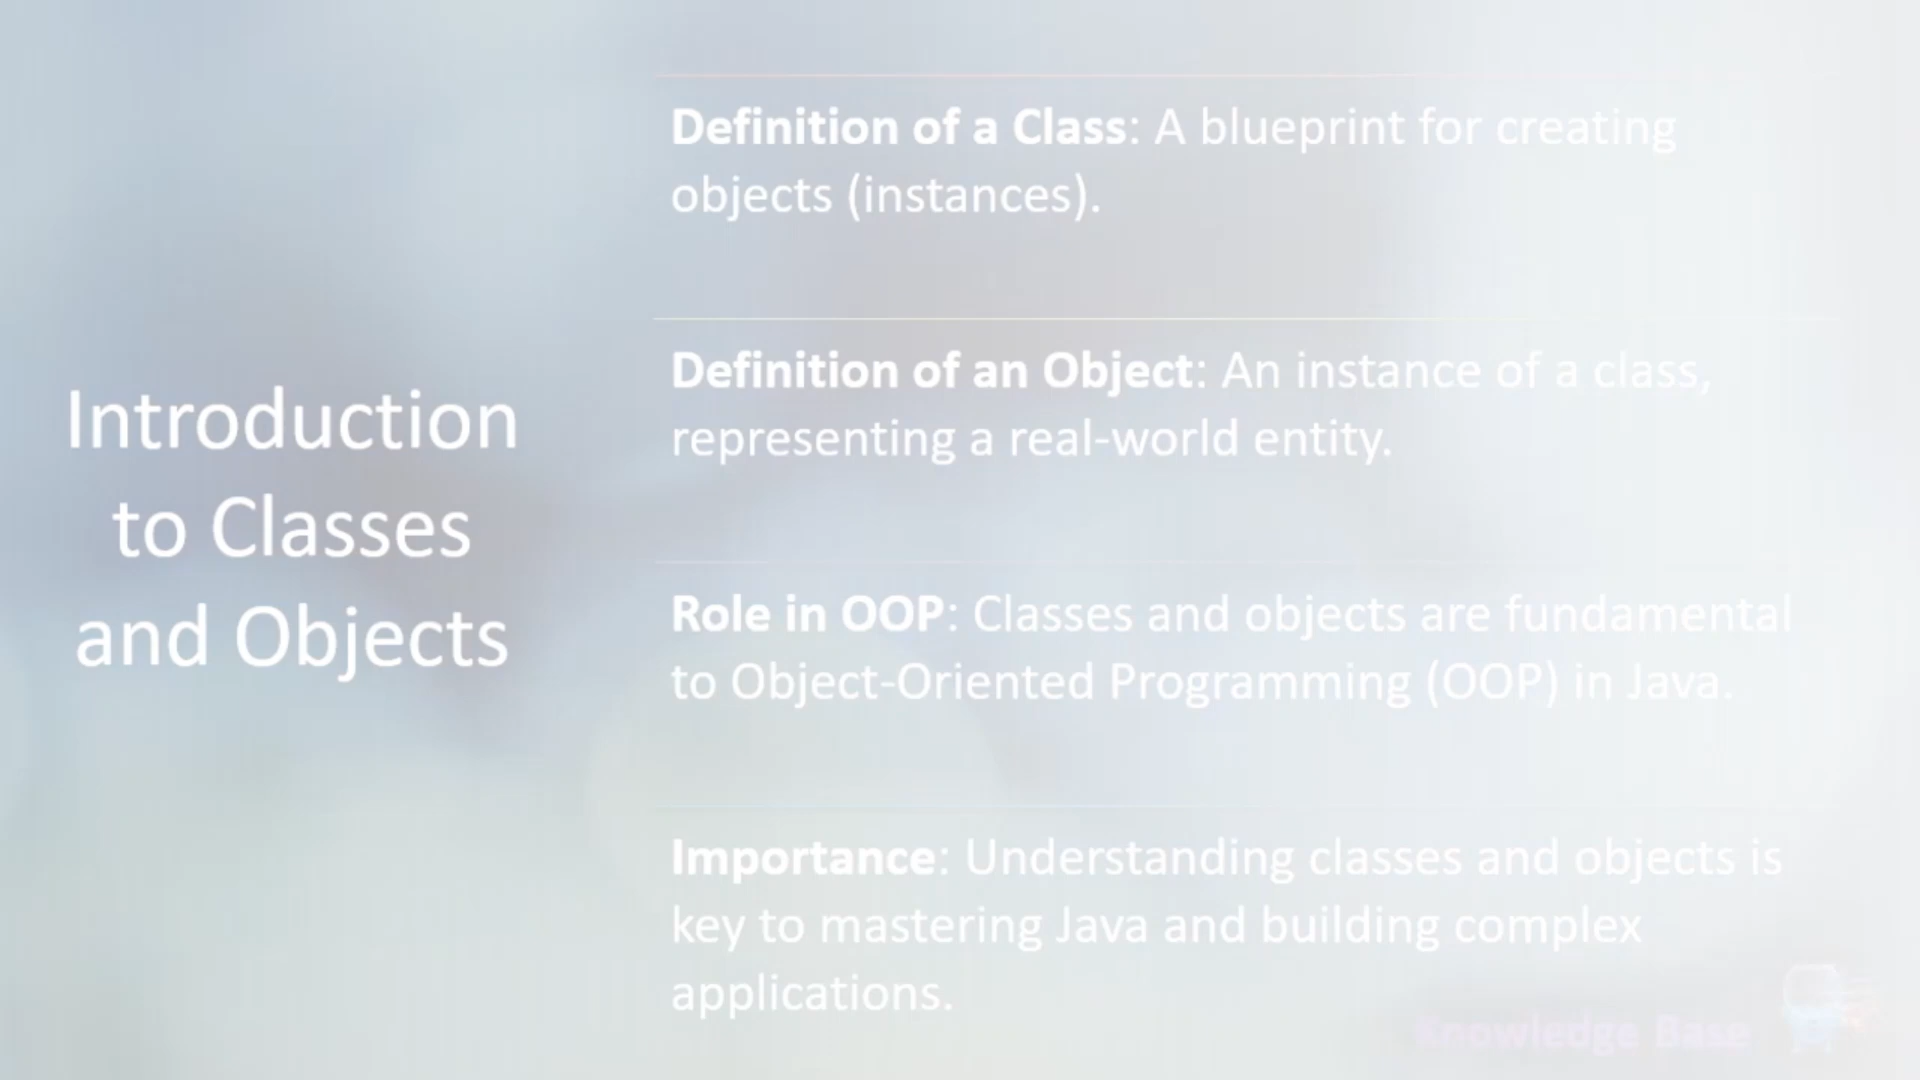 Introduction
to Classes
and Objects
Definition of a Class: A blueprint for creating
objects (instances).
Definition of an Object: An instance of a class,
representing a real-world entity.
Role in OOP: Classes and objects are fundamental
to Object-Oriented Programming (OOP) in Java.
Importance: Understanding classes and objects is
key to mastering Java and building complex
applications.
Knowledge Base